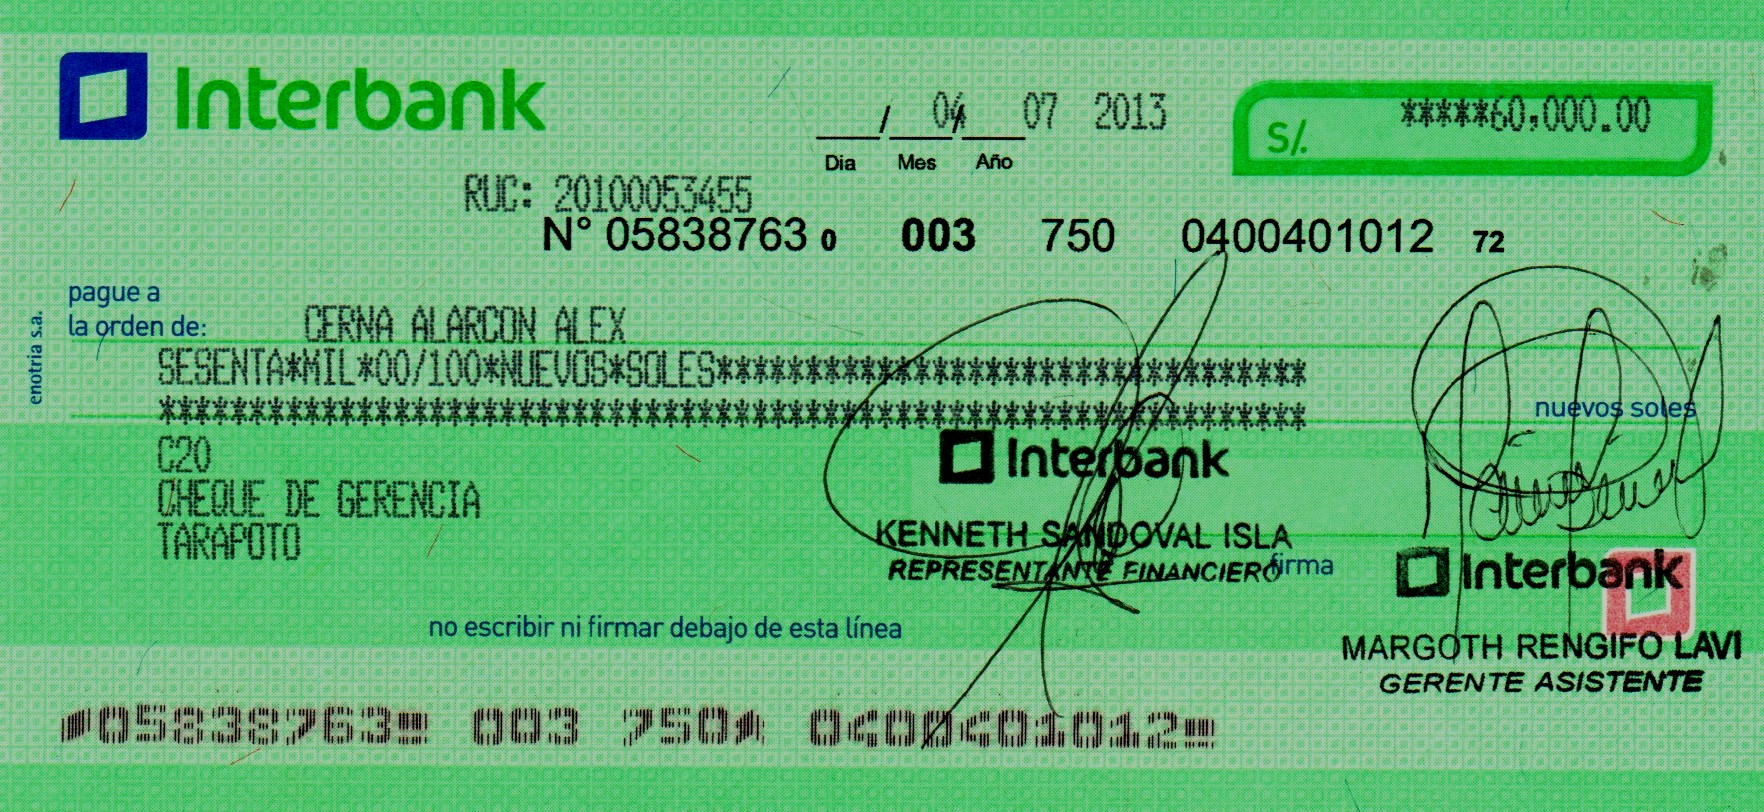 Interbank
04 07 2013
S/. *****60,000.00
Dia / Mes / Año
RUC: 20100053455
N° 05838763 0 003 750 0400401012 72
pague a
la orden de: CERNA ALARCON ALEX
SESENTA*MIL*00/100*NUEVOS*SOLES*********************************
****************************************************************
nuevos soles
C20
CHEQUE DE GERENCIA
TARAPOTO
Interbank
KENNETH SANDOVAL ISLA
REPRESENTANTE FINANCIERO
firma
Interbank
MARGOTH RENGIFO LAVI
GERENTE ASISTENTE
no escribir ni firmar debajo de esta línea
emotria s.a.
05838763 003 750 0400401012